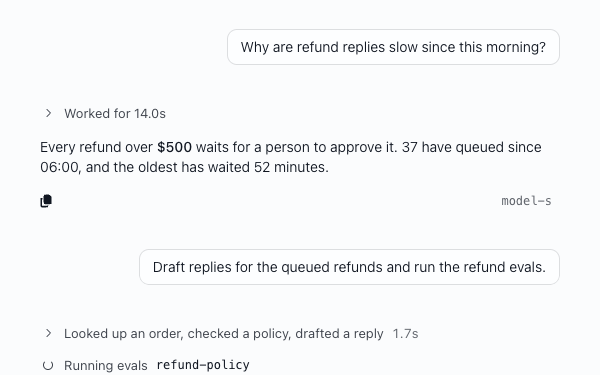 Why are refund replies slow since this morning?
Worked for 14.0s
Every refund over $500 waits for a person to approve it. 37 have queued since
06:00, and the oldest has waited 52 minutes.
model-s
Draft replies for the queued refunds and run the refund evals.
Looked up an order, checked a policy, drafted a reply 1.7s
Running evals refund-policy